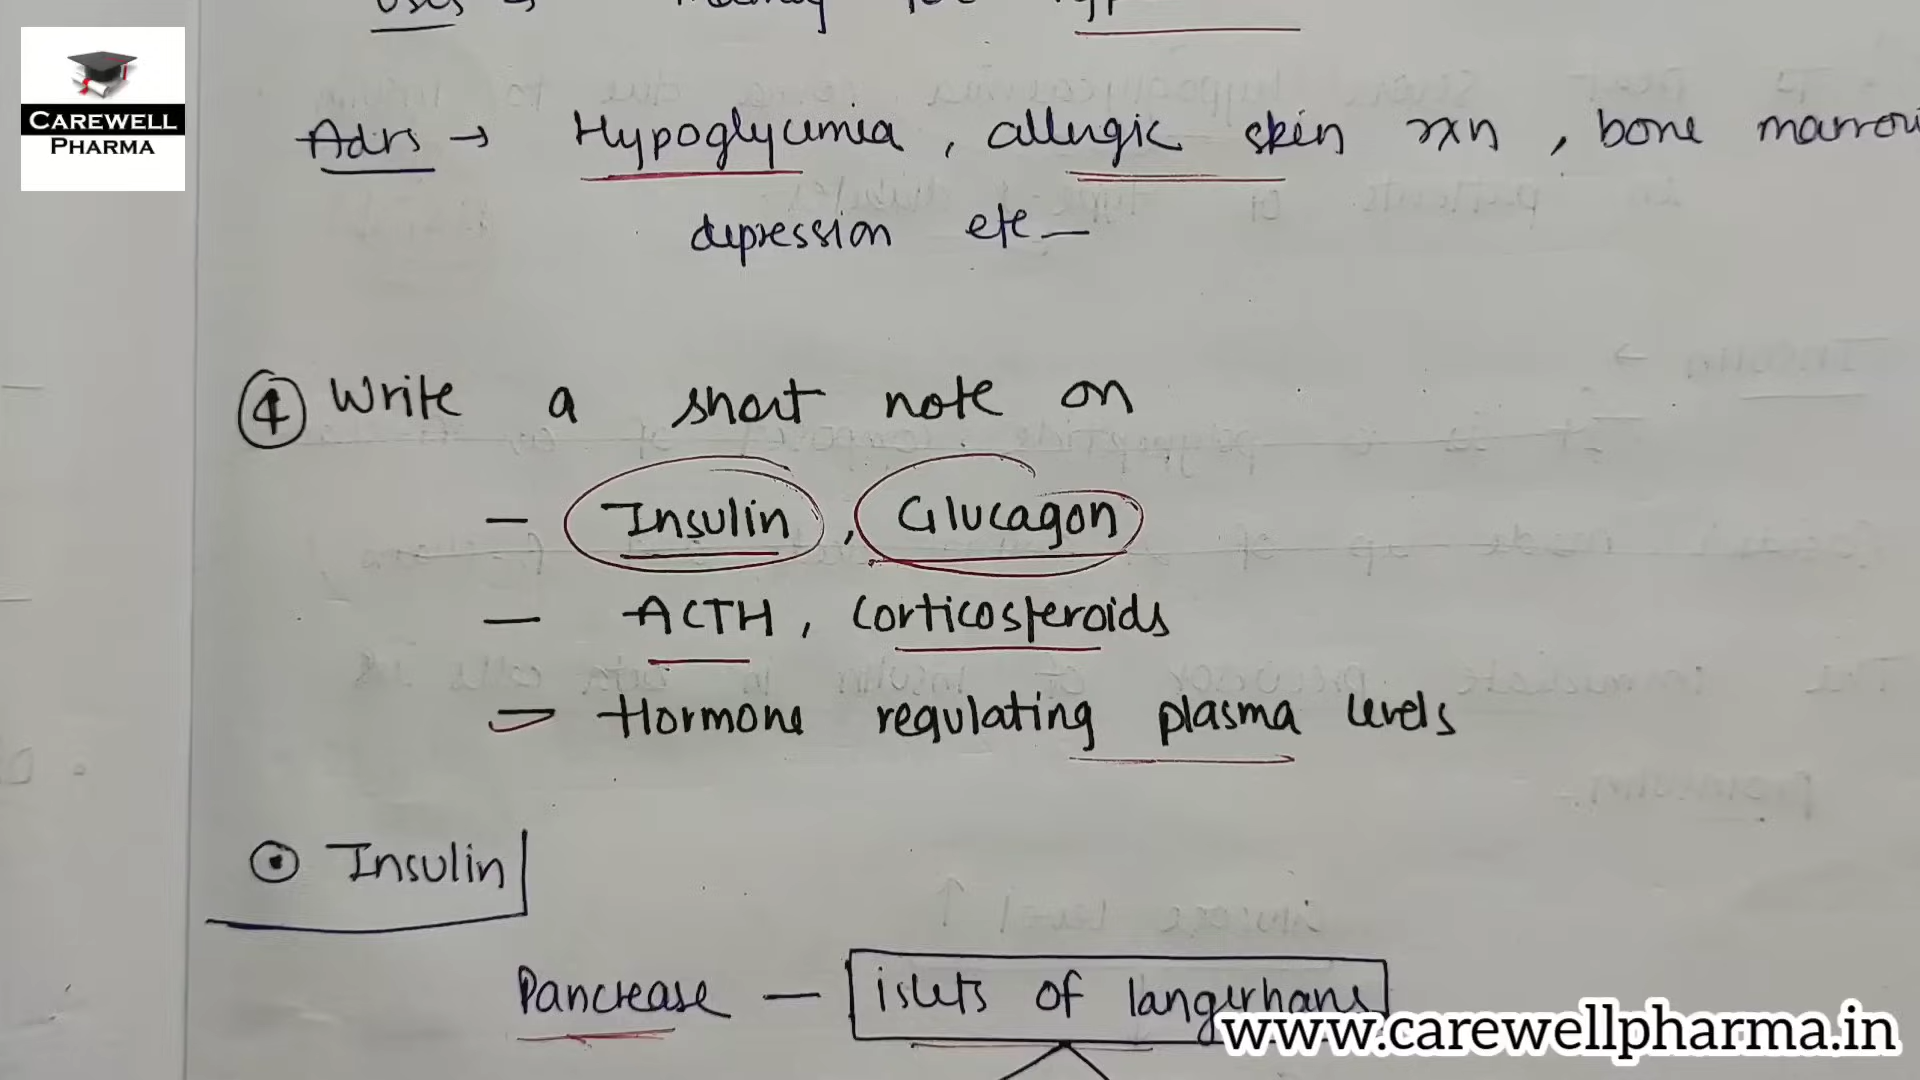 Uses →
CAREWELL
PHARMA
Adrs → Hypoglycemia, allergic skin rxn, bone marrow
depression etc—
④ Write a short note on
— Insulin, Glucagon
— ACTH, Corticosteroids
— Hormone regulating plasma levels
⊙ Insulin
Pancrease — islets of langerhans
www.carewellpharma.in